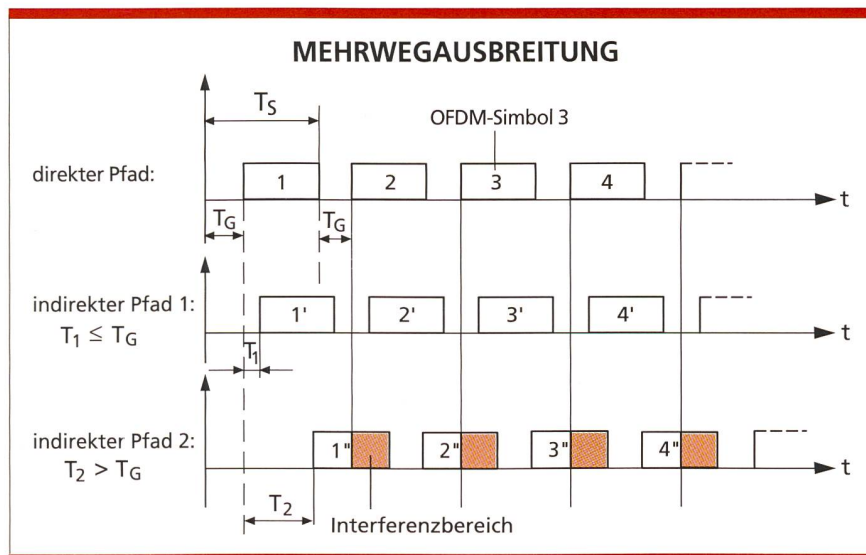 MEHRWEGAUSBREITUNG
T_S
OFDM-Simbol 3
direkter Pfad:
1 2 3 4
t
T_G T_G
indirekter Pfad 1:
T_1 ≤ T_G
1' 2' 3' 4'
t
T_1
indirekter Pfad 2:
T_2 > T_G
1" 2" 3" 4"
t
T_2
Interferenzbereich